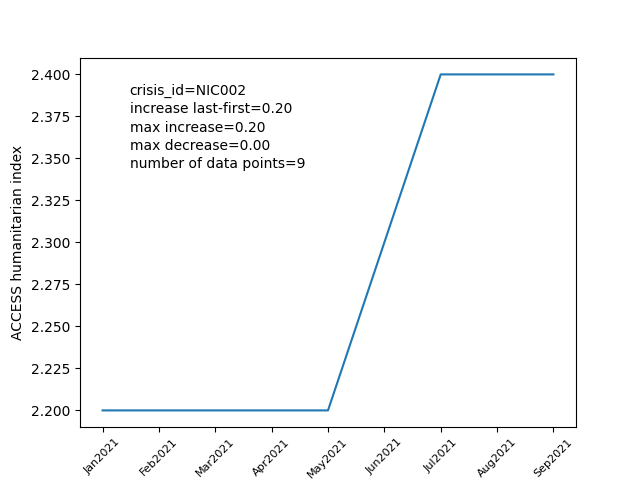 crisis_id=NIC002
increase last-first=0.20
max increase=0.20
max decrease=0.00
number of data points=9
ACCESS humanitarian index
2.400
2.375
2.350
2.325
2.300
2.275
2.250
2.225
2.200
Jan2021
Feb2021
Mar2021
Apr2021
May2021
Jun2021
Jul2021
Aug2021
Sep2021